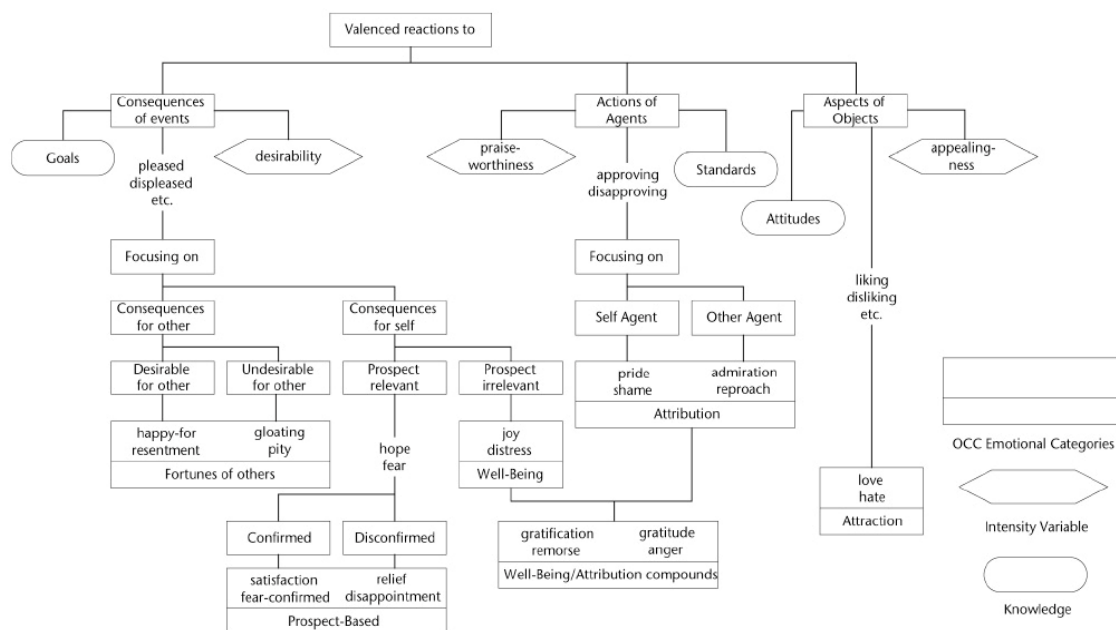 Valenced reactions to
Consequences
of events
Actions of
Agents
Aspects of
Objects
Goals
desirability
praise-
worthiness
Standards
Attitudes
appealing-
ness
pleased
displeased
etc.
approving
disapproving
liking
disliking
etc.
Focusing on
Focusing on
Consequences
for other
Consequences
for self
Self Agent
Other Agent
Desirable
for other
Undesirable
for other
Prospect
relevant
Prospect
irrelevant
pride
shame
admiration
reproach
Attribution
happy-for
resentment
gloating
pity
Fortunes of others
hope
fear
joy
distress
Well-Being
love
hate
Attraction
Confirmed
Disconfirmed
satisfaction
fear-confirmed
relief
disappointment
Prospect-Based
gratification
remorse
gratitude
anger
Well-Being/Attribution compounds
OCC Emotional Categories
Intensity Variable
Knowledge